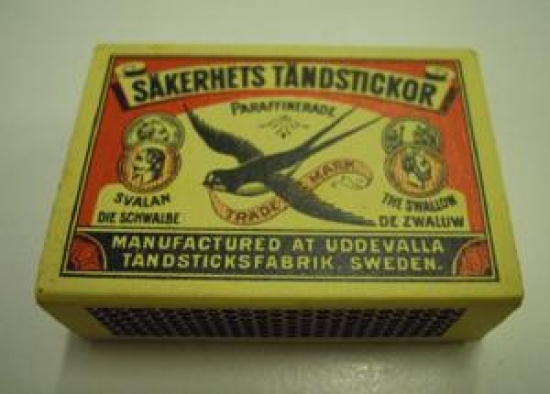 SÄKERHETS TÄNDSTICKOR
PARAFFINERADE
TRADE MARK
SVALAN
DIE SCHWALBE
THE SWALLOW
DE ZWALUW
MANUFACTURED AT UDDEVALLA
TÄNDSTICKSFABRIK, SWEDEN.